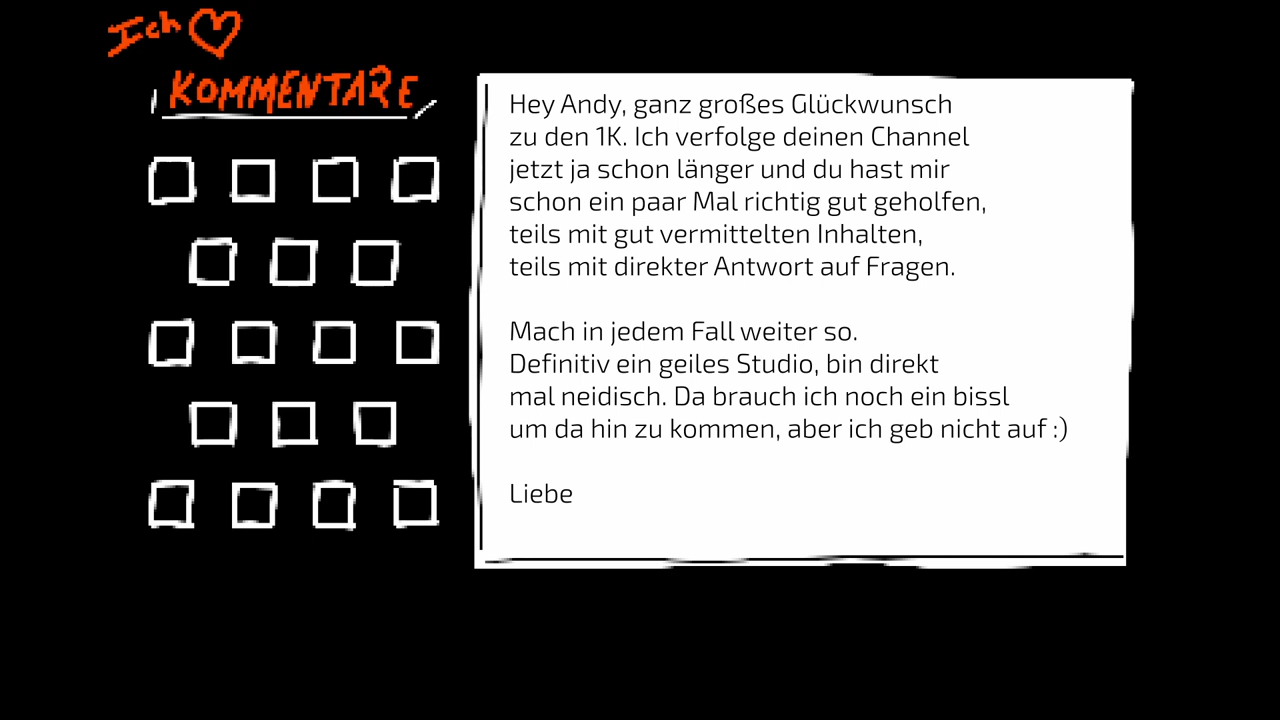 Ich
KOMMENTARE
Hey Andy, ganz großes Glückwunsch
zu den 1K. Ich verfolge deinen Channel
jetzt ja schon länger und du hast mir
schon ein paar Mal richtig gut geholfen,
teils mit gut vermittelten Inhalten,
teils mit direkter Antwort auf Fragen.
Mach in jedem Fall weiter so.
Definitiv ein geiles Studio, bin direkt
mal neidisch. Da brauch ich noch ein bissl
um da hin zu kommen, aber ich geb nicht auf :)
Liebe